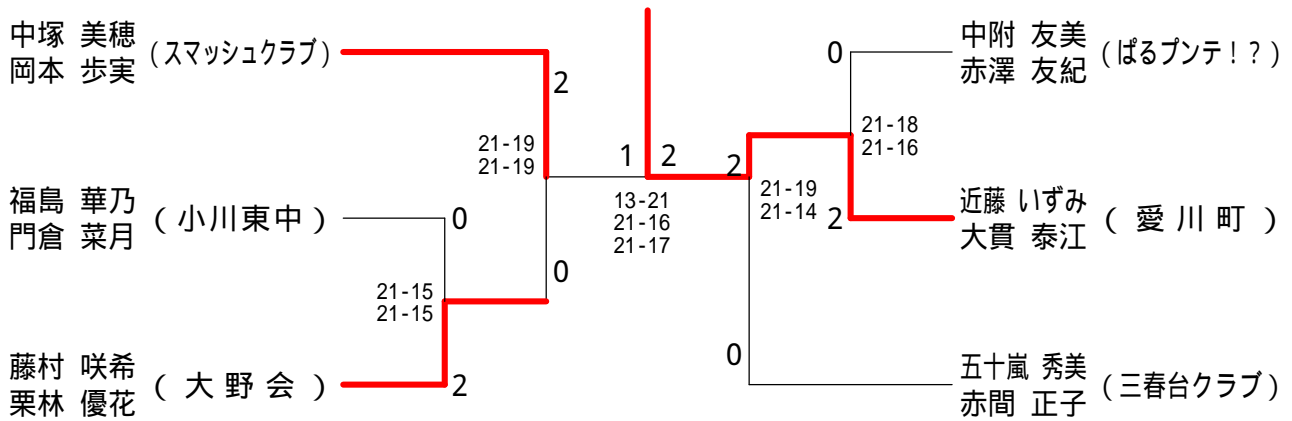 中塚 美穂
岡本 歩実
(スマッシュクラブ)
2
21-19
21-19
福島 華乃
門倉 菜月
(小川東中)
0
0
21-15
21-15
藤村 咲希
栗林 優花
(大野会)
2
1
2
13-21
21-16
21-17
中附 友美
赤澤 友紀
(ぱるプンテ!?)
0
21-18
21-16
2
21-19
21-14
2
近藤 いずみ
大貫 泰江
(愛川町)
0
五十嵐 秀美
赤間 正子
(三春台クラブ)